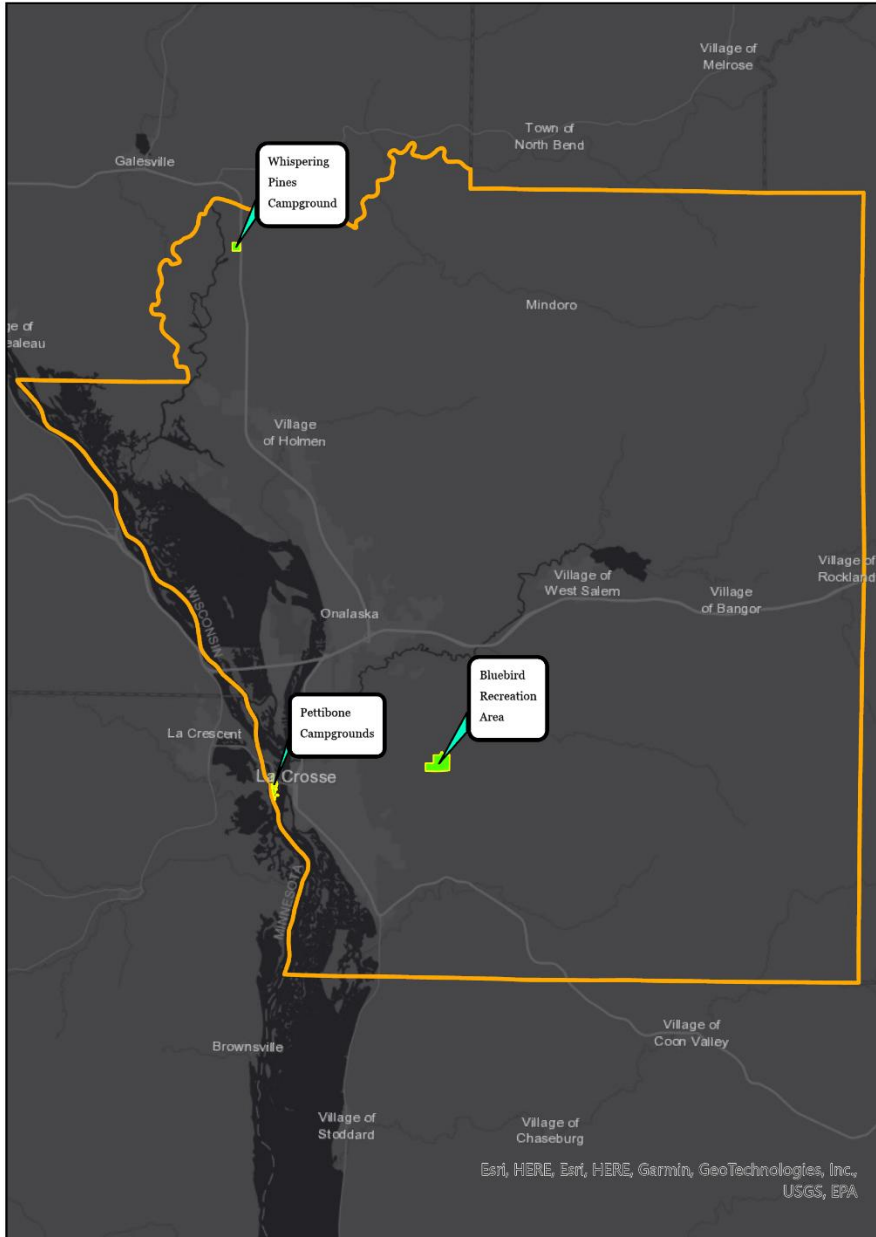 Village of
Melrose
Town of
North Bend
Galesville
Whispering
Pines
Campground
Mindoro
ge of
ealeau
Village
of Holmen
Village of
Rockland
Village of
West Salem
Village
of Bangor
WISCONSIN
Onalaska
Bluebird
Recreation
Area
Pettibone
Campgrounds
La Crescent
La Crosse
MINNESOTA
Village of
Coon Valley
Brownsville
Village of
Stoddard
Village of
Chaseburg
Esri, HERE, Esri, HERE, Garmin, GeoTechnologies, Inc.,
USGS, EPA